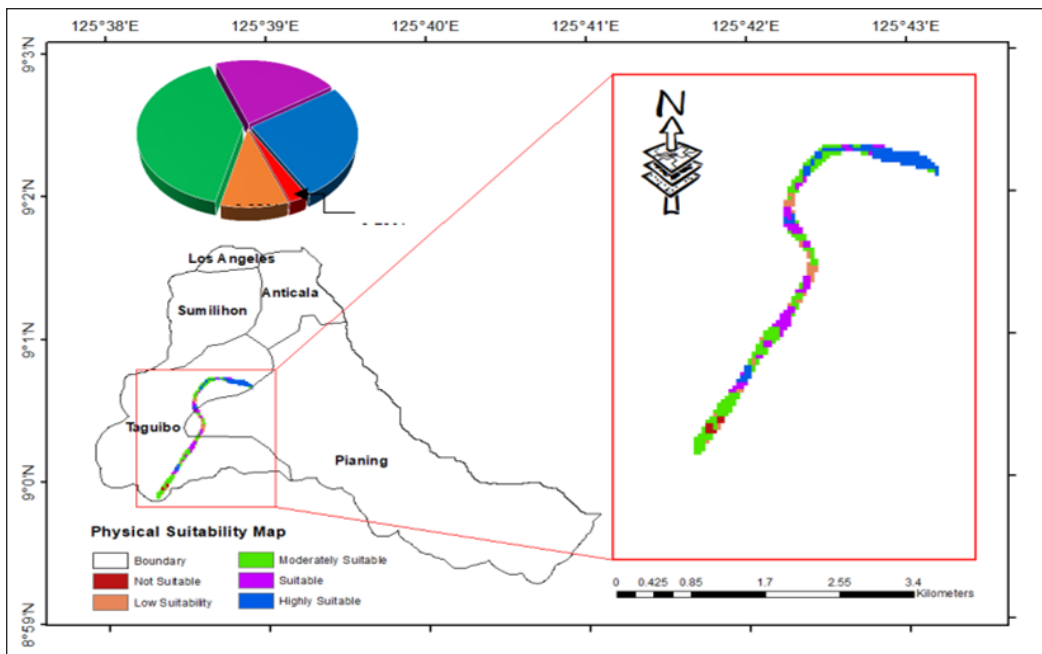 125°38'E 125°39'E 125°40'E 125°41'E 125°42'E 125°43'E
9°3'N
9°2'N
9°1'N
9°0'N
8°59'N
N
Los Angeles
Anticala
Sumilihon
Taguibo
Pianing
Physical Suitability Map
Boundary
Not Suitable
Low Suitability
Moderately Suitable
Suitable
Highly Suitable
0 0.425 0.85 1.7 2.55 3.4
Kilometers